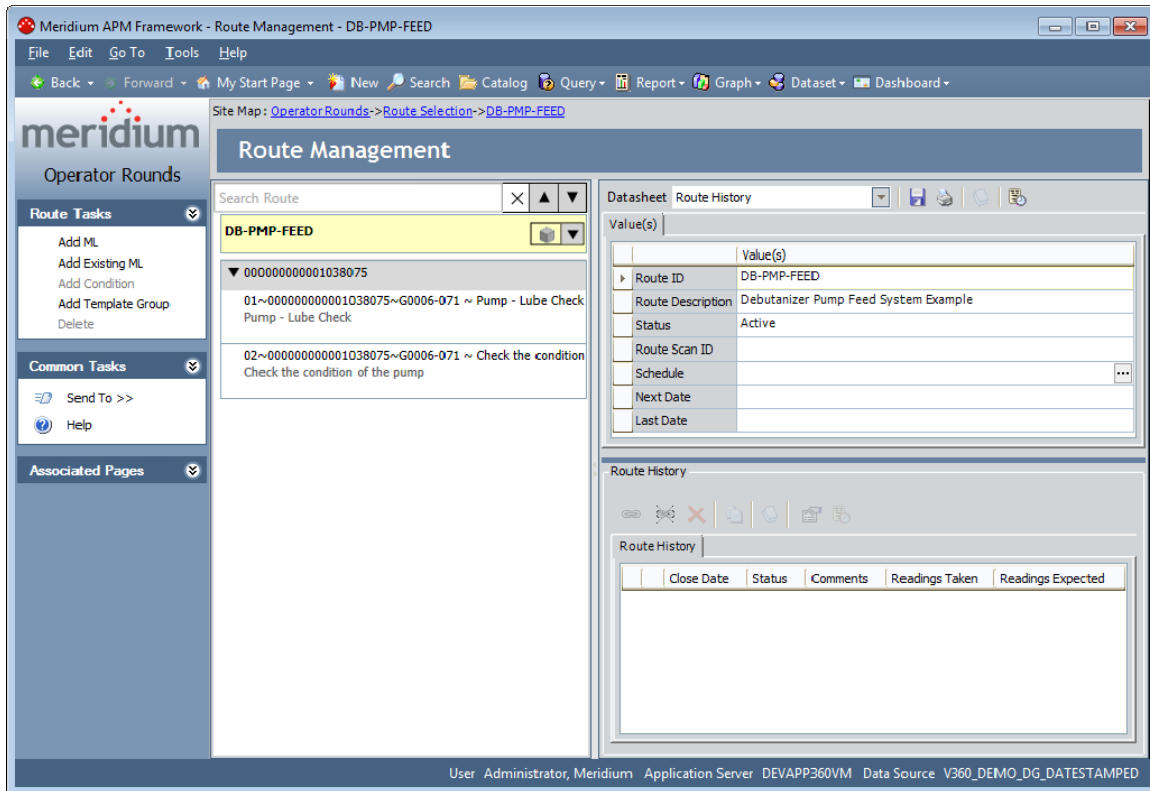 Meridium APM Framework - Route Management - DB-PMP-FEED
File Edit Go To Tools Help
Back Forward My Start Page New Search Catalog Query Report Graph Dataset Dashboard
meridium
Operator Rounds
Site Map: Operator Rounds->Route Selection->DB-PMP-FEED
Route Management
Route Tasks
Add ML
Add Existing ML
Add Condition
Add Template Group
Delete
Common Tasks
Send To >>
Help
Associated Pages
Search Route
DB-PMP-FEED
000000000001038075
01~000000000001038075~G0006-071 ~ Pump - Lube Check
Pump - Lube Check
02~000000000001038075~G0006-071 ~ Check the condition
Check the condition of the pump
Datasheet Route History
Value(s)
Value(s)
Route ID DB-PMP-FEED
Route Description Debutanizer Pump Feed System Example
Status Active
Route Scan ID
Schedule ...
Next Date
Last Date
Route History
Route History
Close Date Status Comments Readings Taken Readings Expected
User Administrator, Meridium Application Server DEVAPP360VM Data Source V360_DEMO_DG_DATESTAMPED